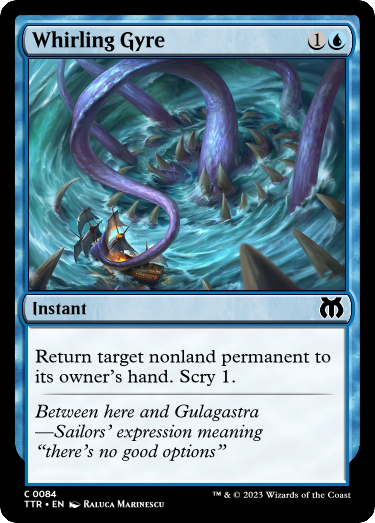 Whirling Gyre
1
Instant
Return target nonland permanent to
its owner's hand. Scry 1.
Between here and Gulagastra
—Sailors' expression meaning
"there's no good options"
C 0084
TTR • EN Raluca Marinescu
™ & © 2023 Wizards of the Coast